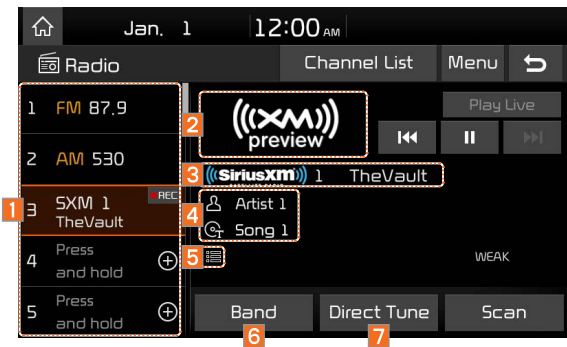 Jan. 1 12:00 AM
Radio Channel List Menu
1 FM 87.9
2 AM 530
1
3 SXM 1
TheVault
REC
4 Press
and hold
5 Press
and hold
2
((XM))
preview
Play Live
3
((SiriusXM)) 1 TheVault
4
Artist 1
Song 1
5
WEAK
Band Direct Tune Scan
6 7